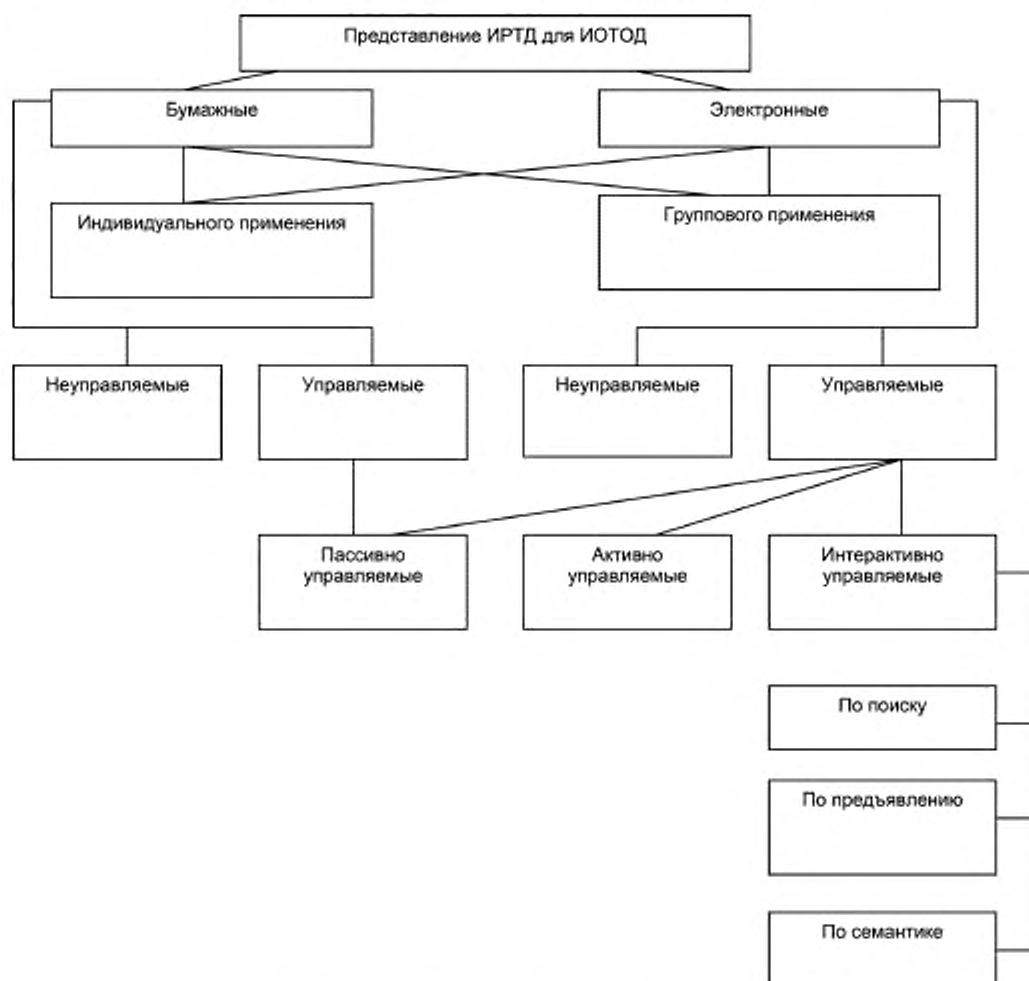 Представление ИРТД для ИОТОД
Бумажные
Электронные
Индивидуального применения
Группового применения
Неуправляемые
Управляемые
Неуправляемые
Управляемые
Пассивно
управляемые
Активно
управляемые
Интерактивно
управляемые
По поиску
По предъявлению
По семантике